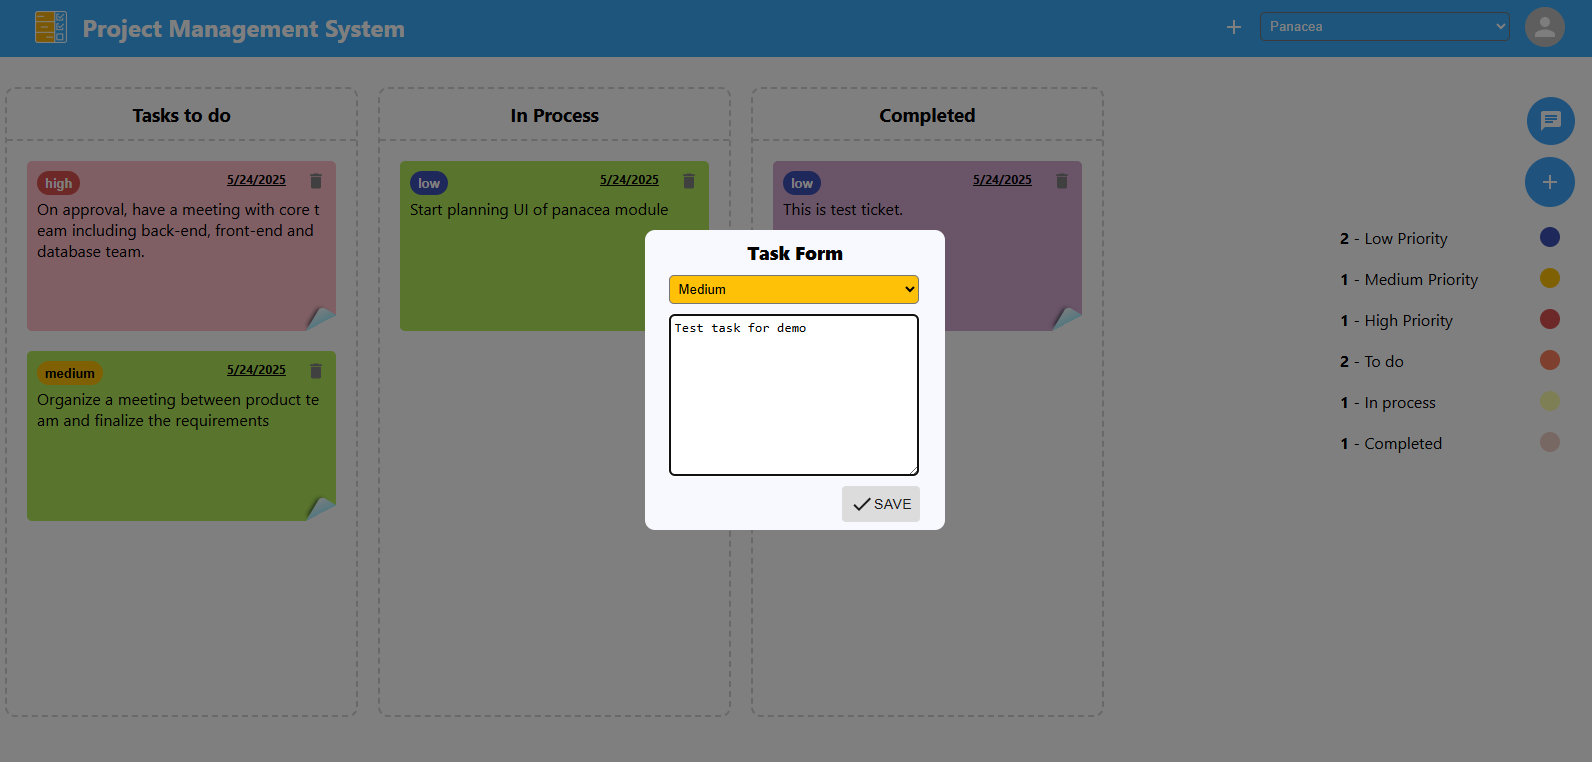 Project Management System
Panacea
Tasks to do
In Process
Completed
high
5/24/2025
On approval, have a meeting with core t
eam including back-end, front-end and
database team.
medium
5/24/2025
Organize a meeting between product te
am and finalize the requirements
low
5/24/2025
Start planning UI of panacea module
low
5/24/2025
This is test ticket.
Task Form
Medium
Test task for demo
SAVE
2 - Low Priority
1 - Medium Priority
1 - High Priority
2 - To do
1 - In process
1 - Completed